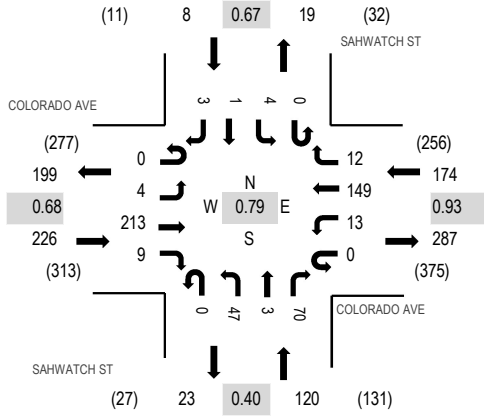 (11) 8 0.67 19 (32)
SAHWATCH ST
3 1 4 0
COLORADO AVE
(277)
199
0.68
226
(313)
0
4
213
9
N
W 0.79 E
S
12
149
13
0
(256)
174
0.93
287
(375)
0 47 3 70
COLORADO AVE
SAHWATCH ST
(27) 23 0.40 120 (131)